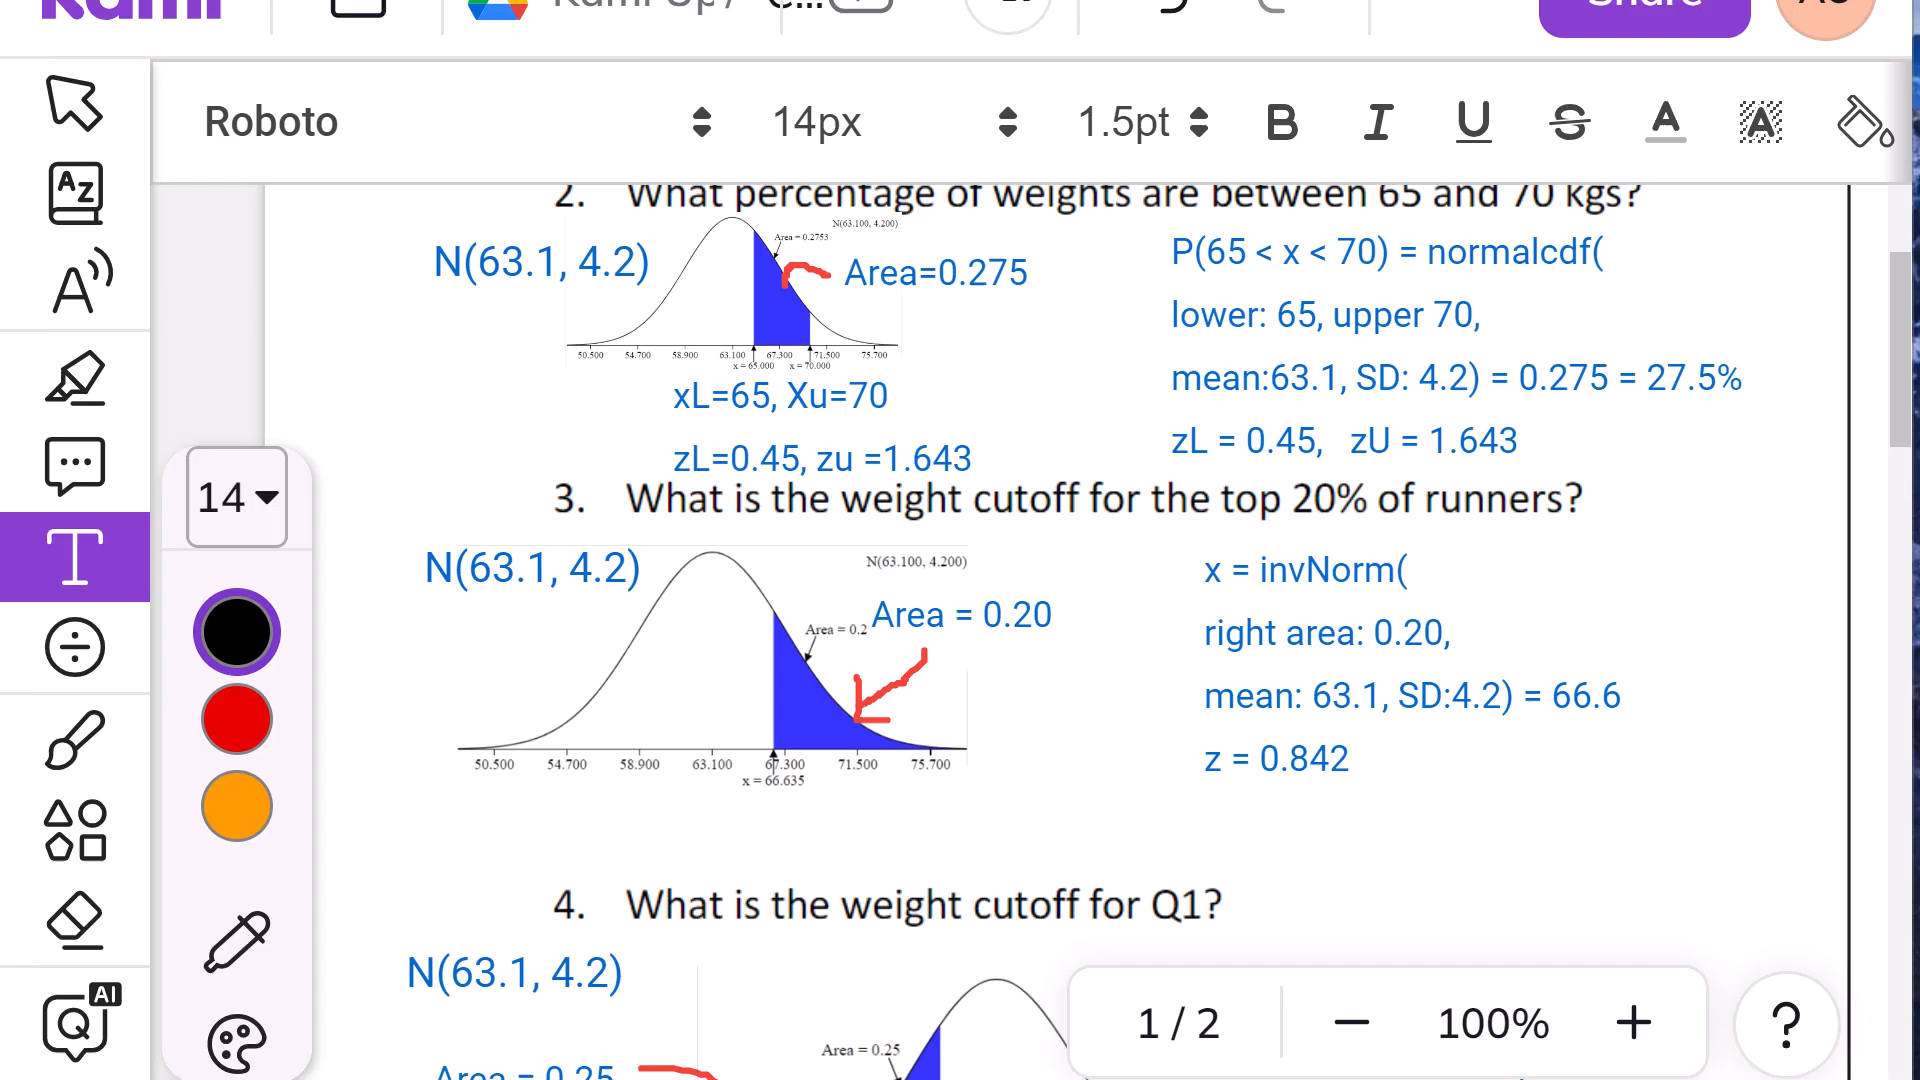 Roboto
14px
1.5pt
B I U S A A
2. What percentage of weights are between 65 and 70 kgs?
N(63.100, 4.200)
Area = 0.2753
N(63.1, 4.2)
Area=0.275
50.500 54.700 58.900 63.100 67.300 71.500 75.700
x = 65.000 x = 70.000
xL=65, Xu=70
zL=0.45, zu =1.643
P(65 < x < 70) = normalcdf(
lower: 65, upper 70,
mean:63.1, SD: 4.2) = 0.275 = 27.5%
zL = 0.45, zU = 1.643
14
3. What is the weight cutoff for the top 20% of runners?
N(63.1, 4.2)
N(63.100, 4.200)
Area = 0.2
Area = 0.20
50.500 54.700 58.900 63.100 67.300 71.500 75.700
x = 66.635
x = invNorm(
right area: 0.20,
mean: 63.1, SD:4.2) = 66.6
z = 0.842
4. What is the weight cutoff for Q1?
N(63.1, 4.2)
Area = 0.25
Area = 0.25
1 / 2
100%
?
AI